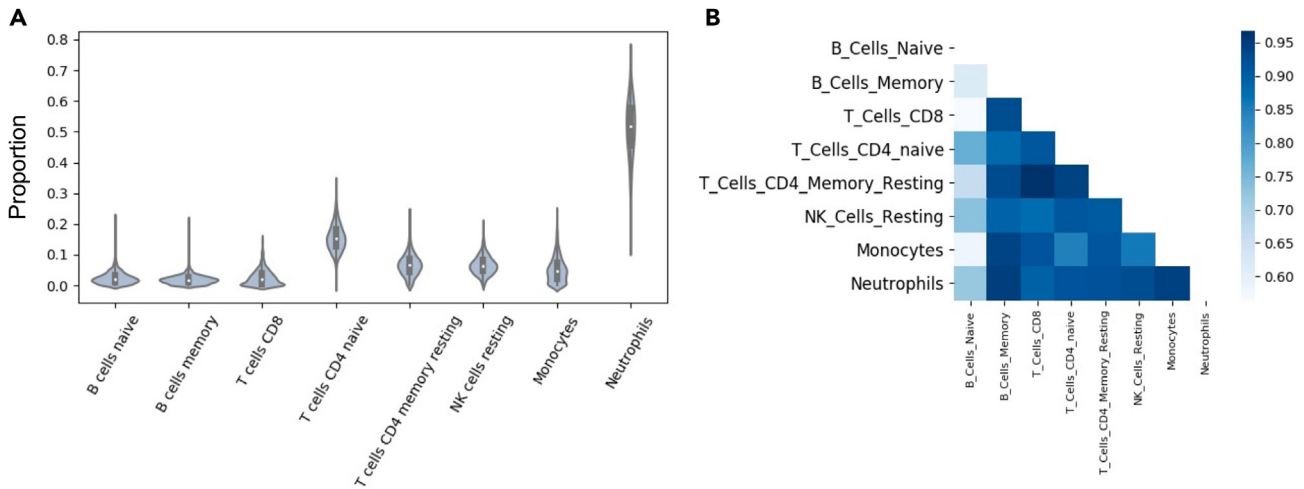 A
Proportion
0.8
0.7
0.6
0.5
0.4
0.3
0.2
0.1
0.0
B cells naive
B cells memory
T cells CD8
T cells CD4 naive
T cells CD4 memory resting
NK cells resting
Monocytes
Neutrophils
B
B_Cells_Naive
B_Cells_Memory
T_Cells_CD8
T_Cells_CD4_naive
T_Cells_CD4_Memory_Resting
NK_Cells_Resting
Monocytes
Neutrophils
B_Cells_Naive
B_Cells_Memory
T_Cells_CD8
T_Cells_CD4_naive
T_Cells_CD4_Memory_Resting
NK_Cells_Resting
Monocytes
Neutrophils
0.95
0.90
0.85
0.80
0.75
0.70
0.65
0.60